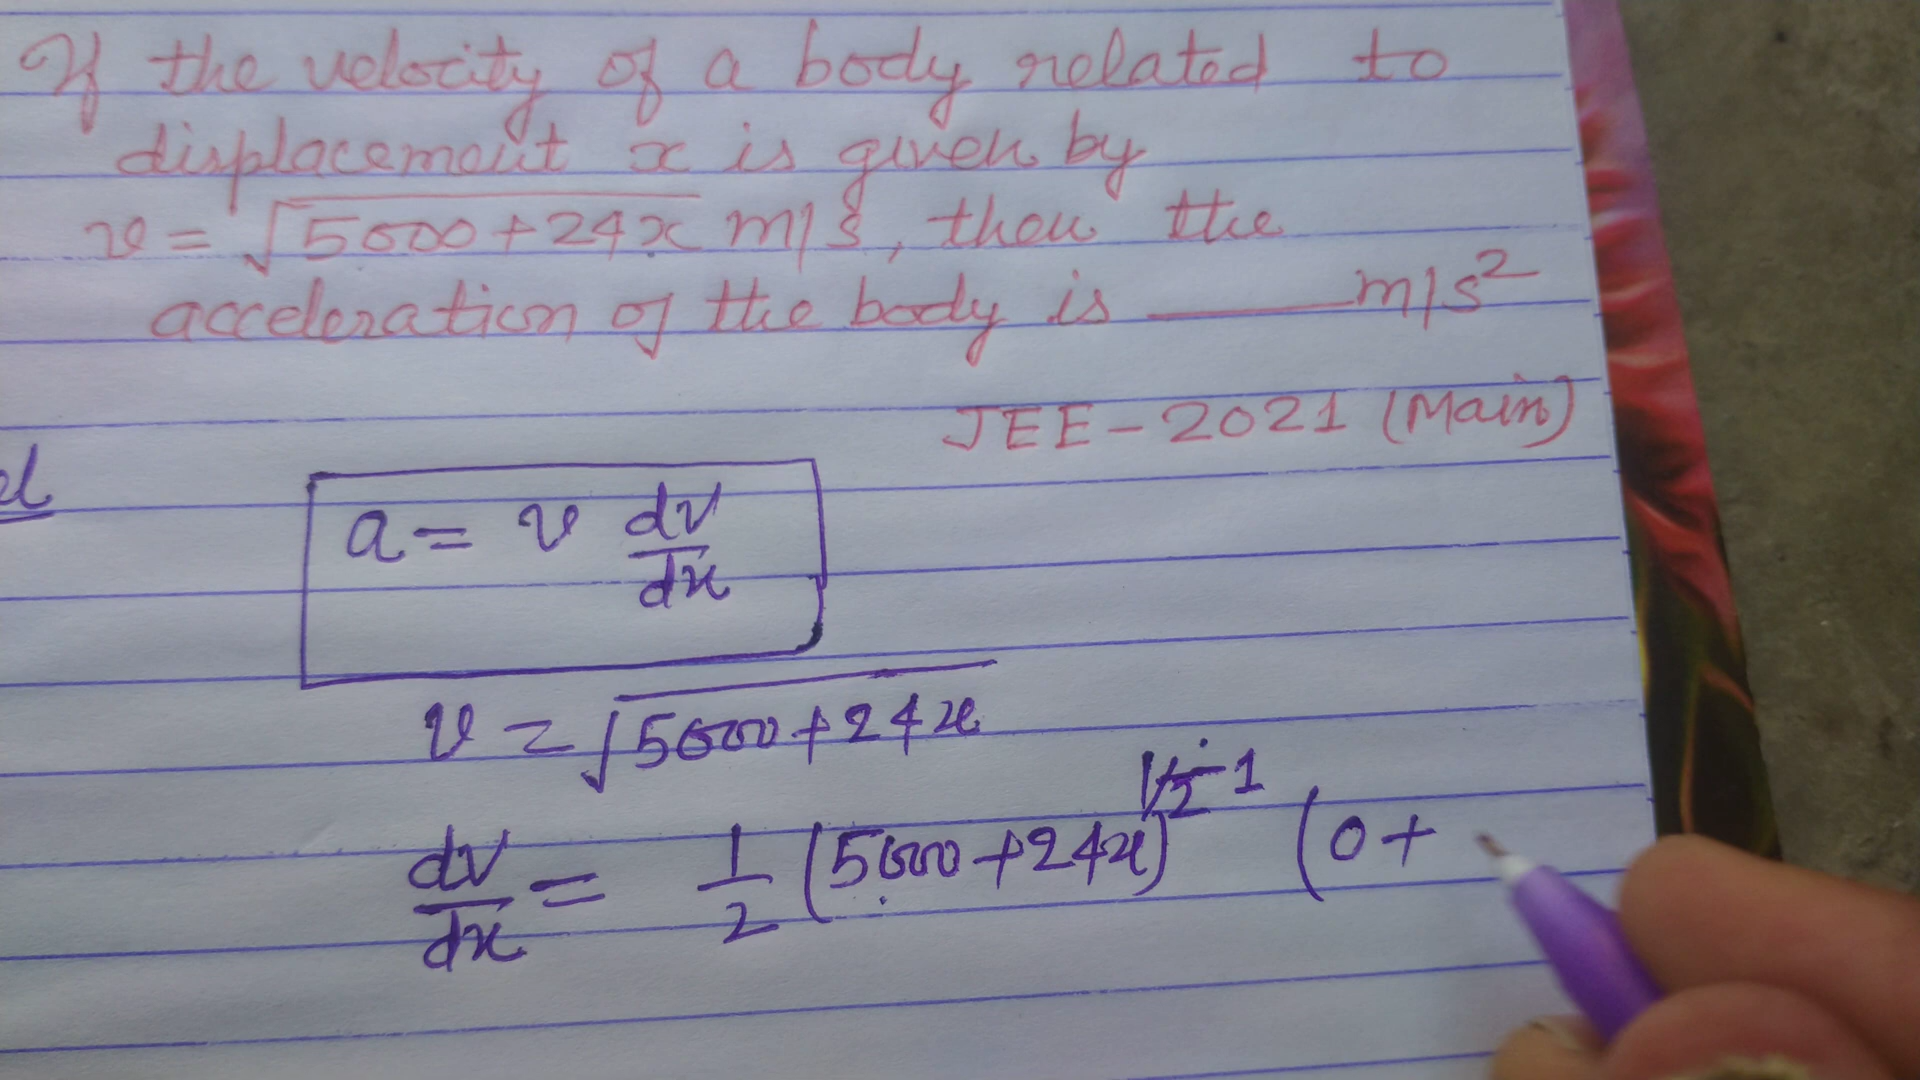 If the velocity of a body related to
displacement x is given by
v = √5000+24x m/s, then the
acceleration of the body is ____ m/s²
JEE-2021 (Main)
a = v dv/dx
v = √5000+24x
dv/dx = 1/2 (5000+24x)^1/2-1 (0+